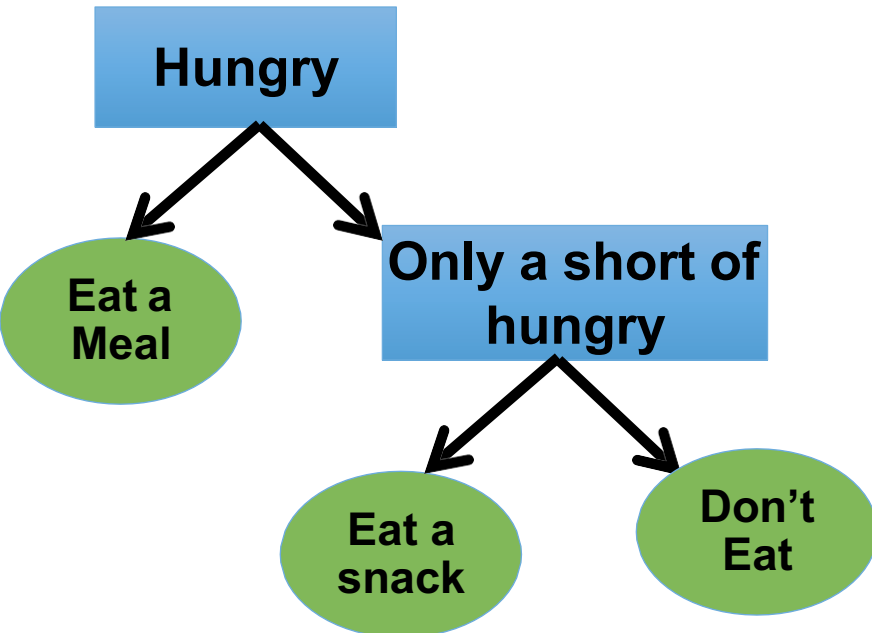 Hungry
Eat a
Meal
Only a short of
hungry
Eat a
snack
Don’t
Eat